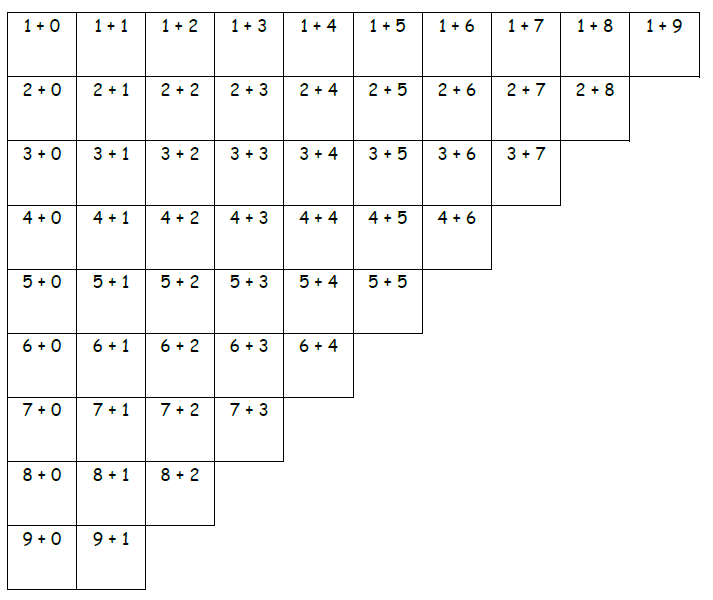 1 + 0 1 + 1 1 + 2 1 + 3 1 + 4 1 + 5 1 + 6 1 + 7 1 + 8 1 + 9
2 + 0 2 + 1 2 + 2 2 + 3 2 + 4 2 + 5 2 + 6 2 + 7 2 + 8
3 + 0 3 + 1 3 + 2 3 + 3 3 + 4 3 + 5 3 + 6 3 + 7
4 + 0 4 + 1 4 + 2 4 + 3 4 + 4 4 + 5 4 + 6
5 + 0 5 + 1 5 + 2 5 + 3 5 + 4 5 + 5
6 + 0 6 + 1 6 + 2 6 + 3 6 + 4
7 + 0 7 + 1 7 + 2 7 + 3
8 + 0 8 + 1 8 + 2
9 + 0 9 + 1